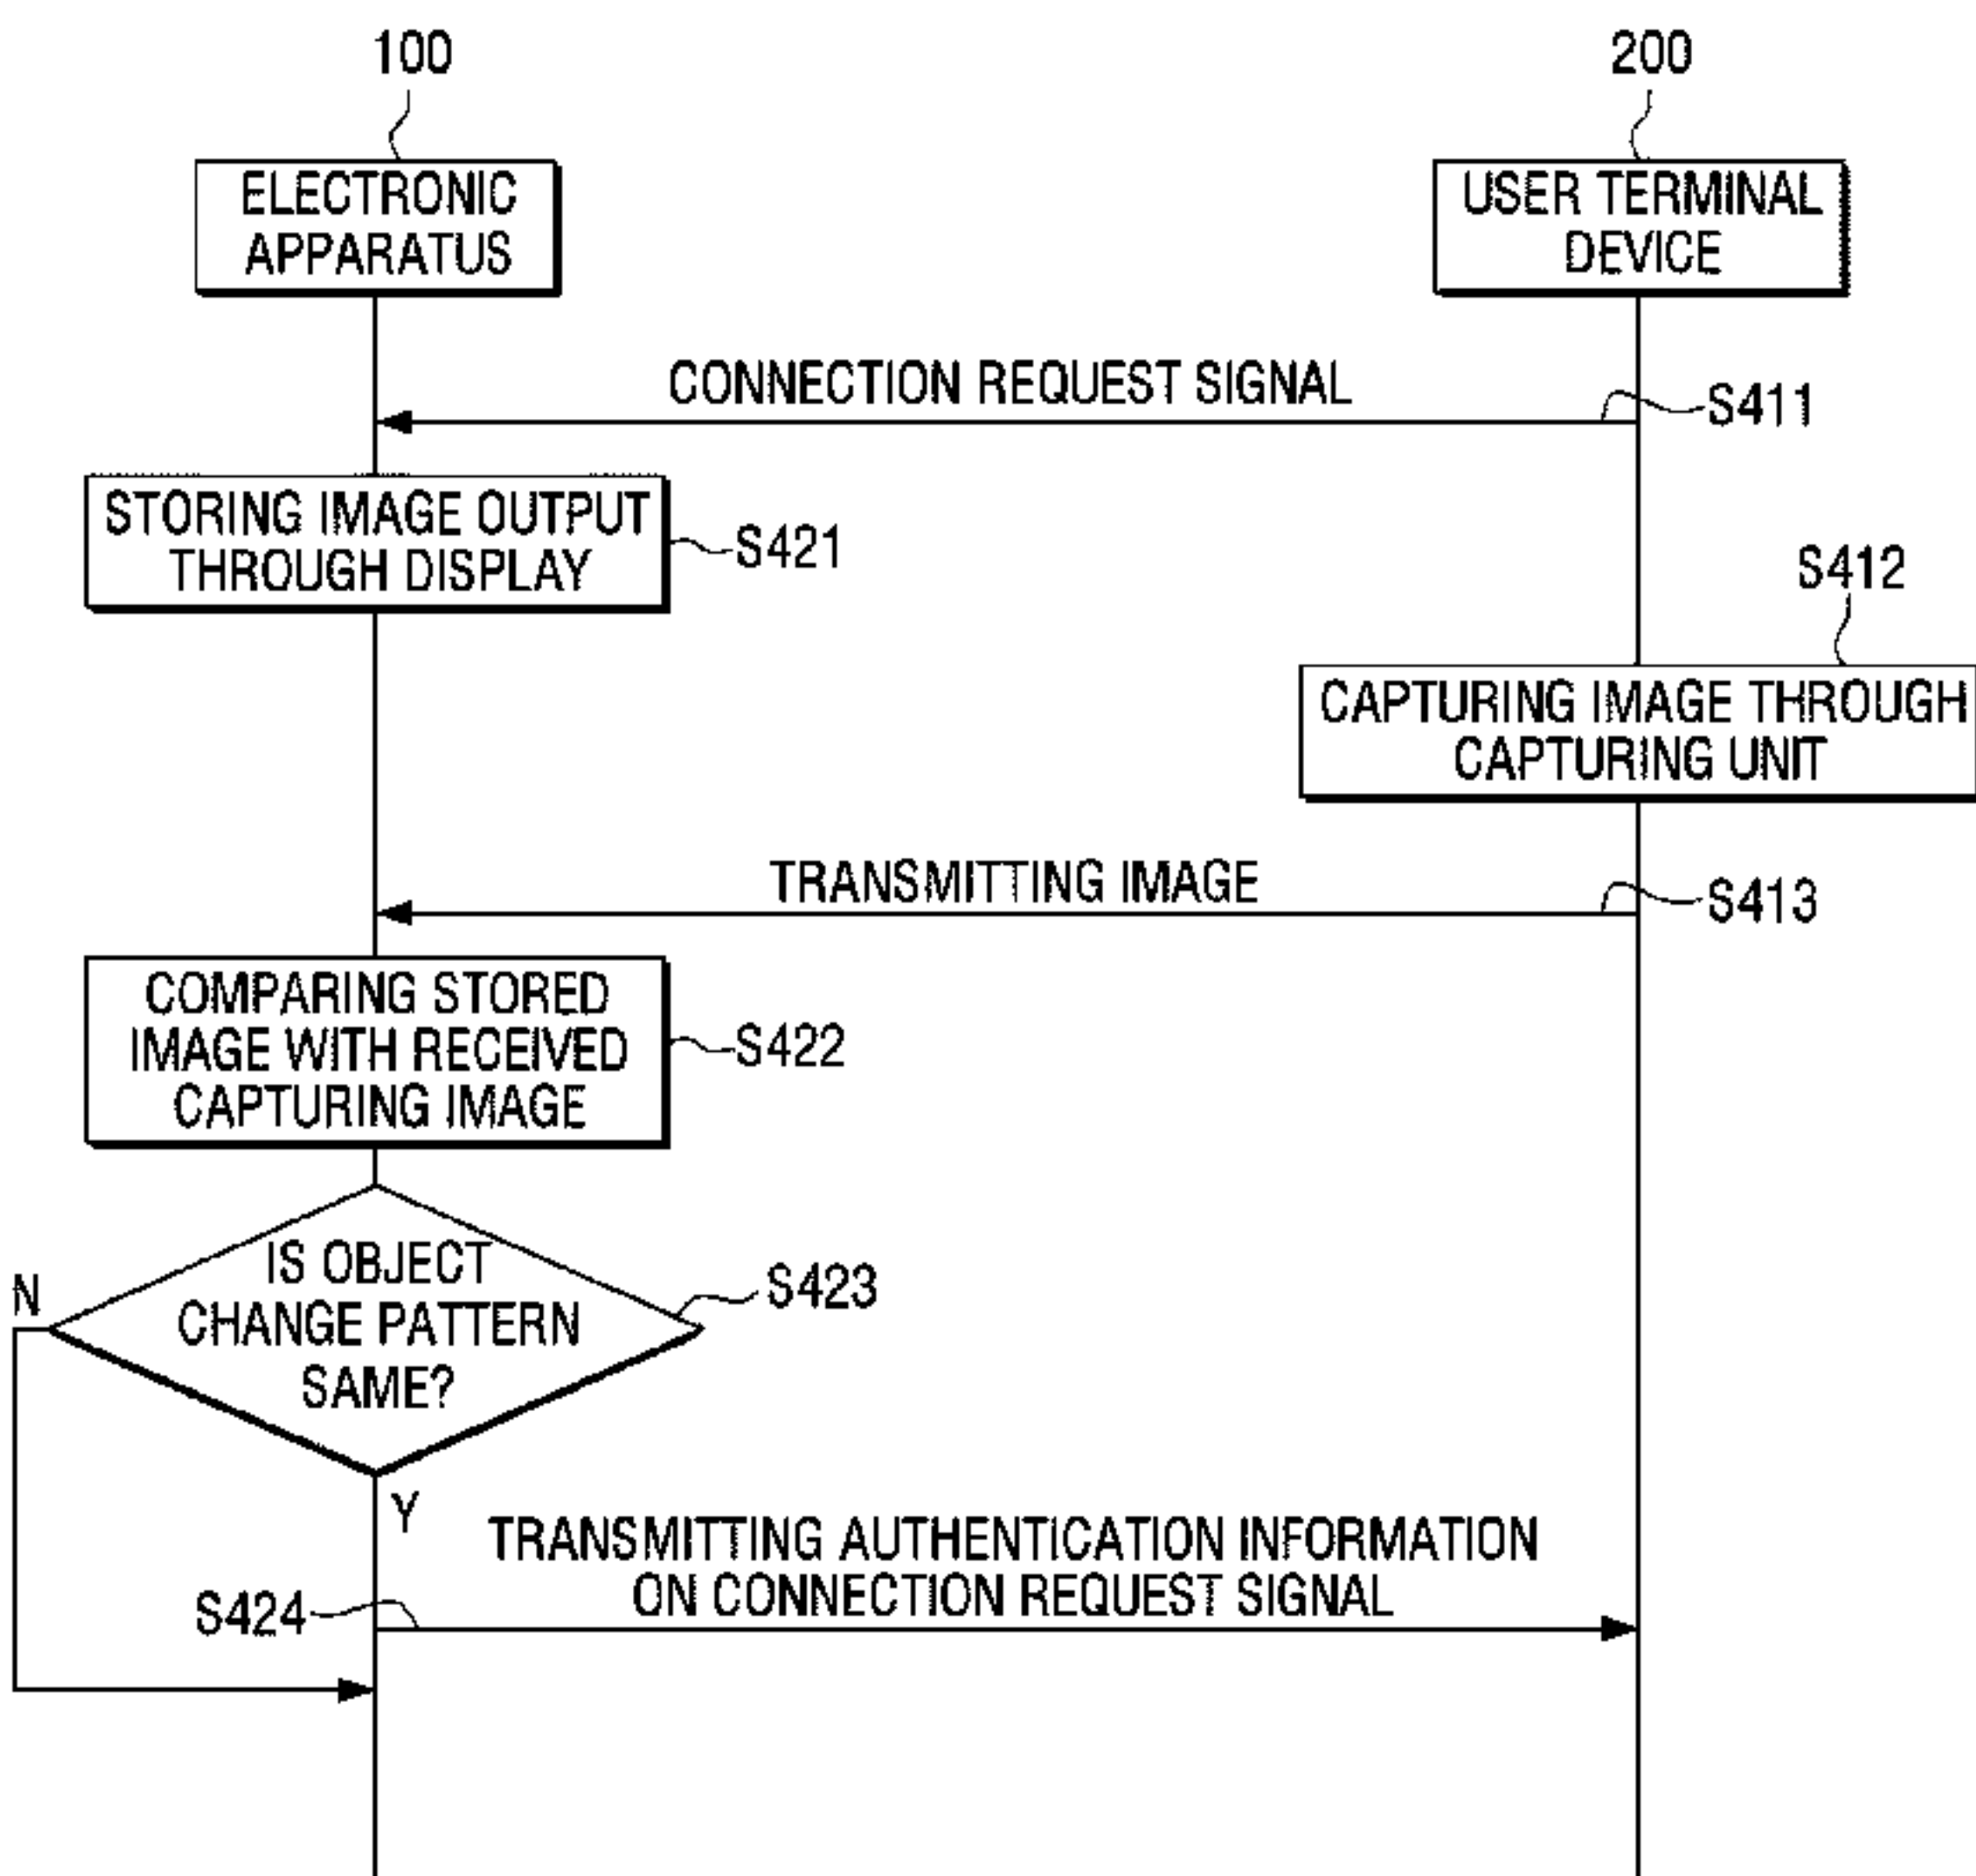 100
200
ELECTRONIC
APPARATUS
USER TERMINAL
DEVICE
CONNECTION REQUEST SIGNAL
S411
STORING IMAGE OUTPUT
THROUGH DISPLAY
S421
S412
CAPTURING IMAGE THROUGH
CAPTURING UNIT
TRANSMITTING IMAGE
S413
COMPARING STORED
IMAGE WITH RECEIVED
CAPTURING IMAGE
S422
IS OBJECT
CHANGE PATTERN
SAME?
S423
N
Y
TRANSMITTING AUTHENTICATION INFORMATION
ON CONNECTION REQUEST SIGNAL
S424